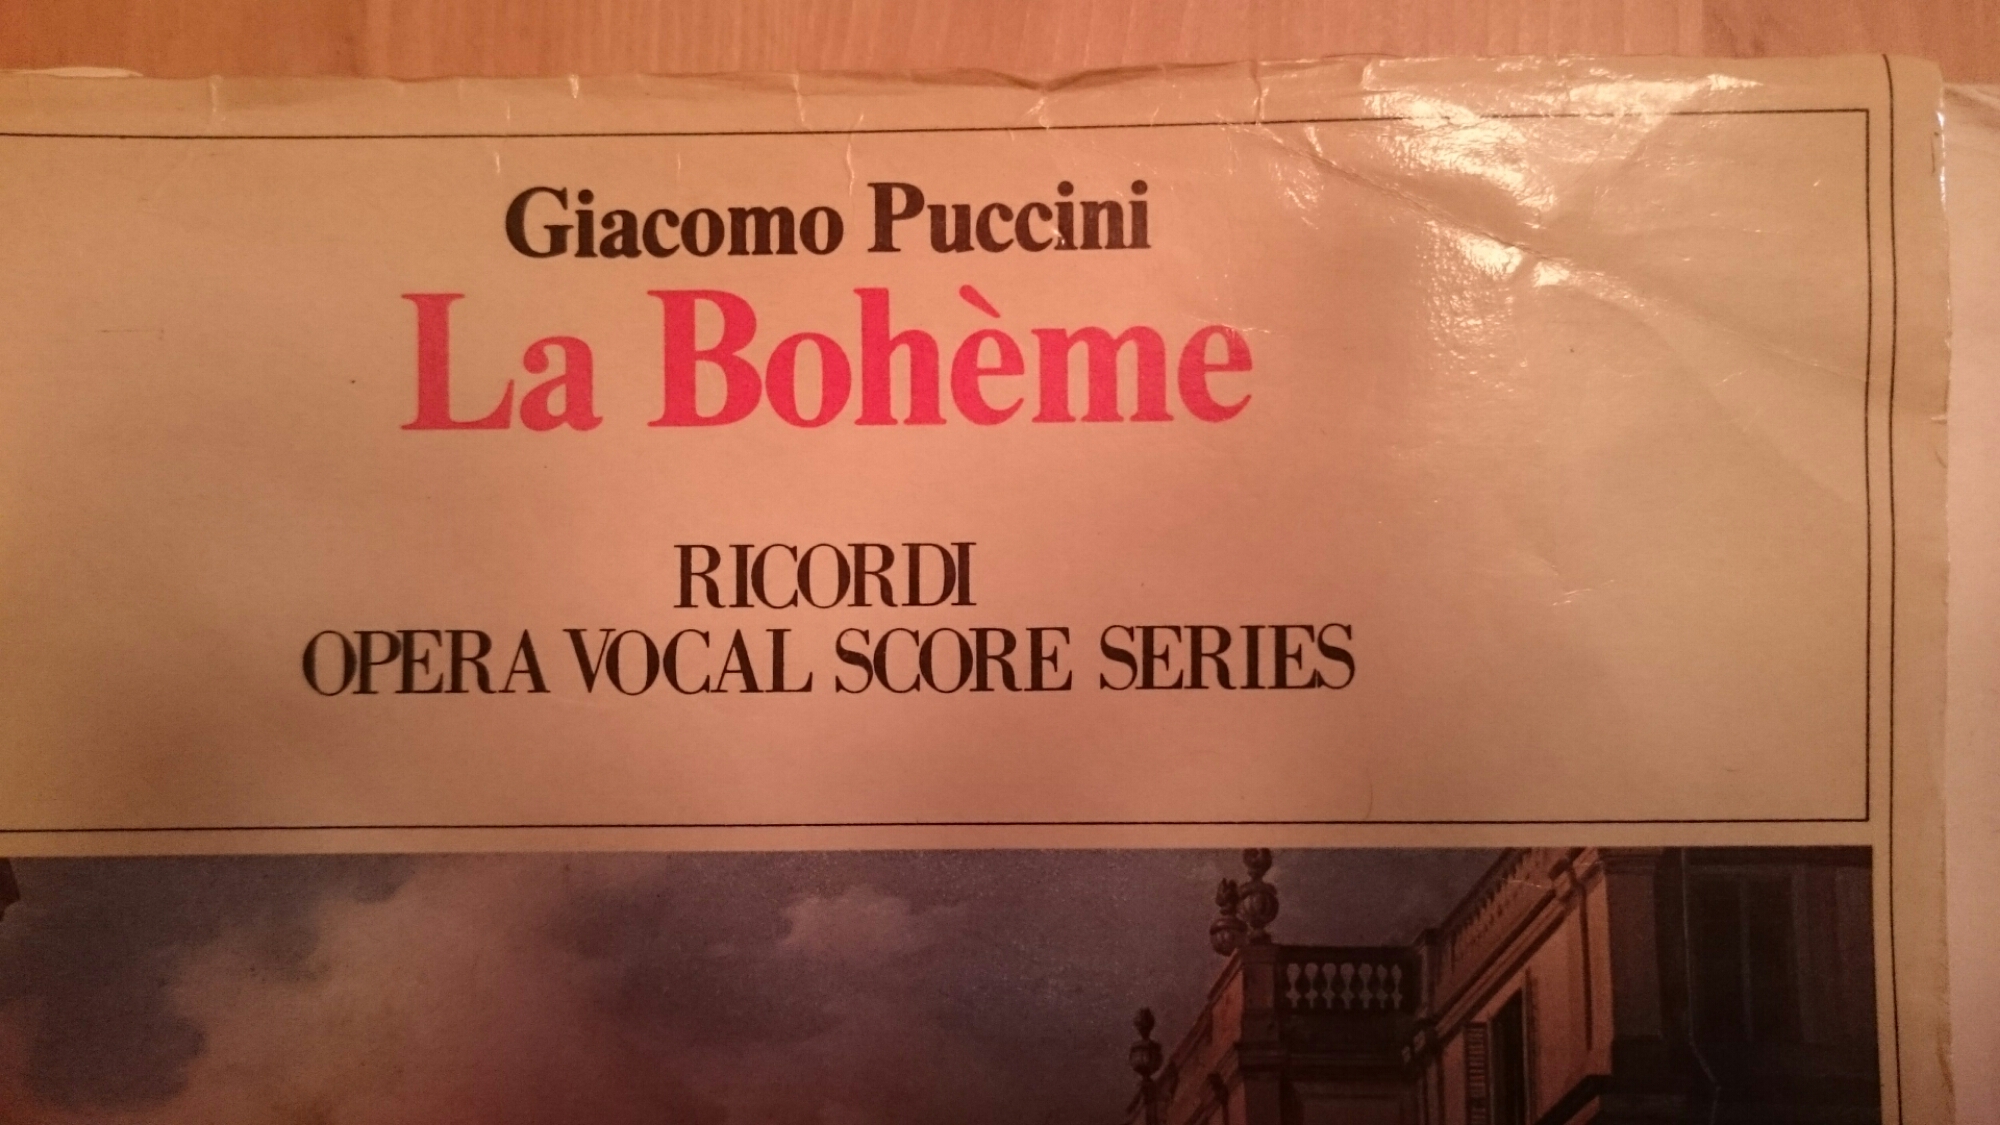 Giacomo Puccini
La Bohème
RICORDI
OPERA VOCAL SCORE SERIES